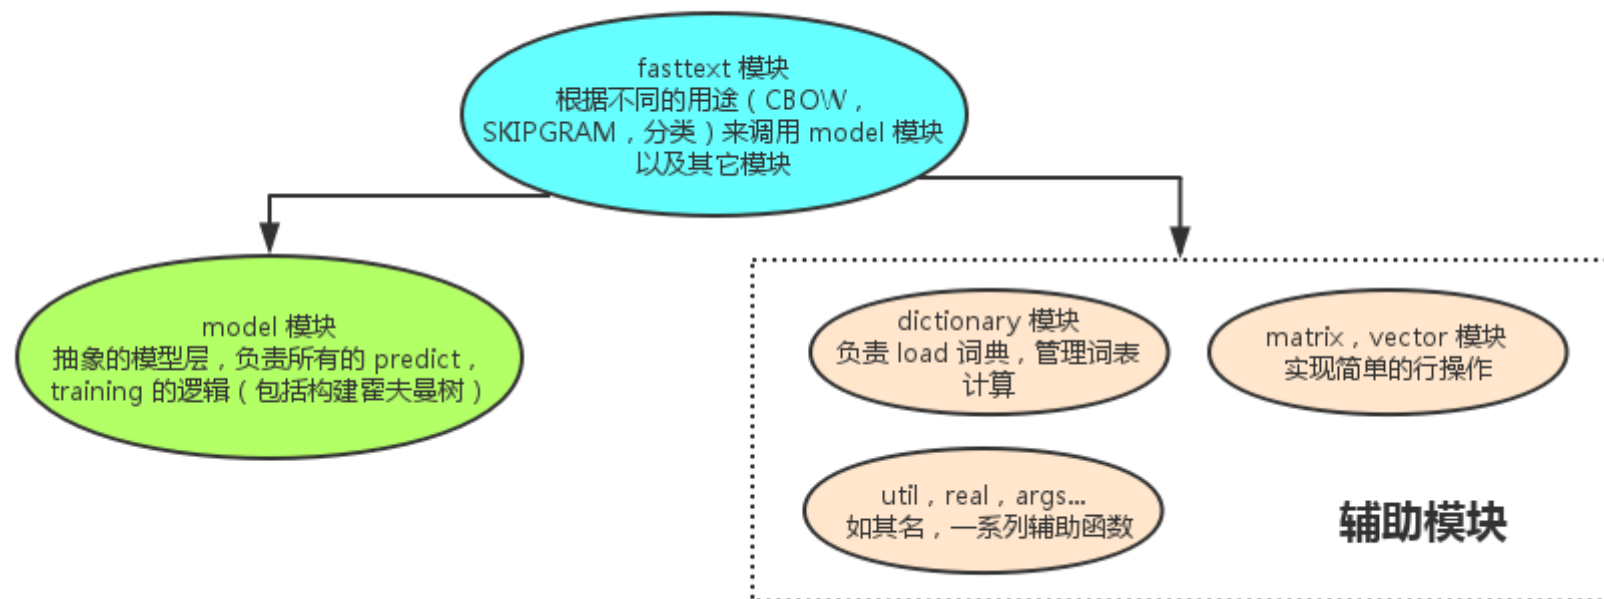 fasttext 模块
根据不同的用途（CBOW，
SKIPGRAM，分类）来调用 model 模块
以及其它模块
model 模块
抽象的模型层，负责所有的 predict，
training 的逻辑（包括构建霍夫曼树）
dictionary 模块
负责 load 词典，管理词表
计算
matrix，vector 模块
实现简单的行操作
util，real，args...
如其名，一系列辅助函数
辅助模块